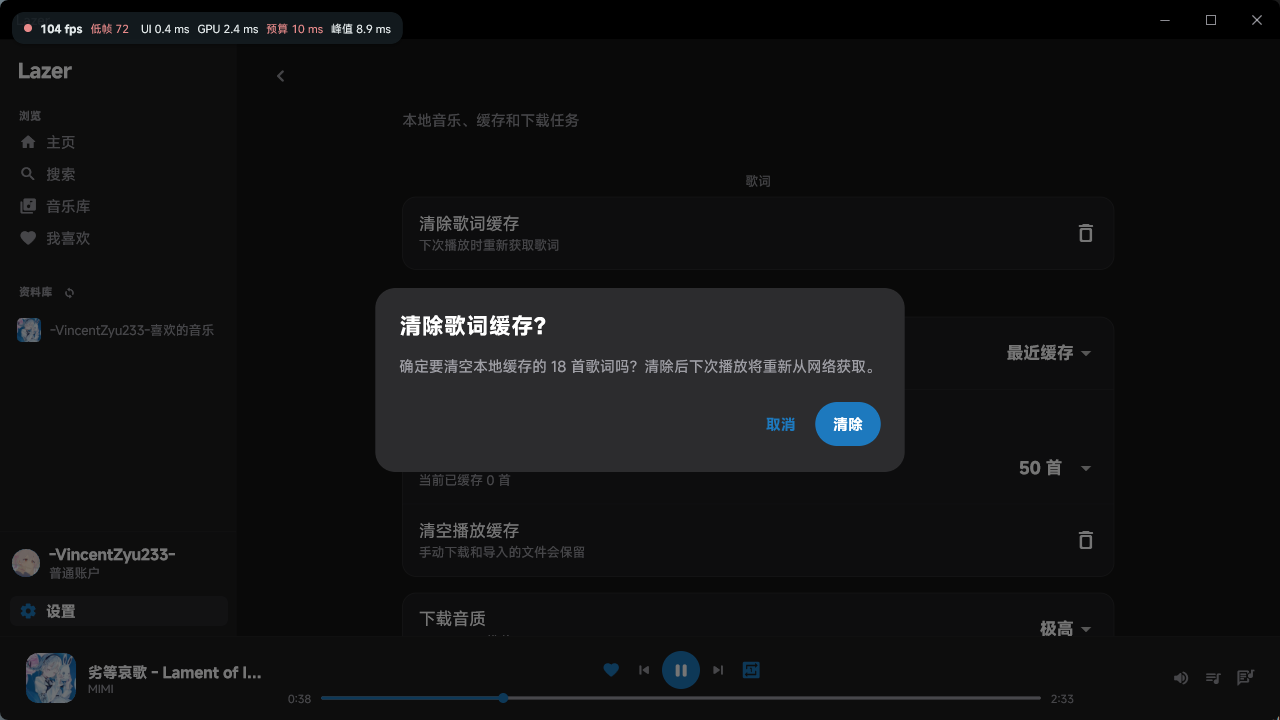 104 fps 低帧 72 UI 0.4 ms GPU 2.4 ms 预算 10 ms 峰值 8.9 ms
Lazer
浏览
主页
搜索
音乐库
我喜欢
资料库
-VincentZyu233-喜欢的音乐
-VincentZyu233-
普通账户
设置
本地音乐、缓存和下载任务
歌词
清除歌词缓存
下次播放时重新获取歌词
最近缓存
清除歌词缓存?
确定要清空本地缓存的 18 首歌词吗？清除后下次播放将重新从网络获取。
取消
清除
50 首
当前已缓存 0 首
清空播放缓存
手动下载和导入的文件会保留
下载音质
极高
劣等哀歌 - Lament of I...
MIMI
0:38
2:33